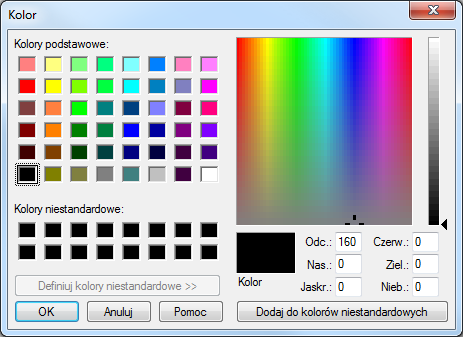 Kolor
Kolory podstawowe:
Kolory niestandardowe:
Definiuj kolory niestandardowe >>
OK Anuluj Pomoc
Kolor
Odc.: 160 Czerw.: 0
Nas.: 0 Ziel.: 0
Jaskr.: 0 Nieb.: 0
Dodaj do kolorów niestandardowych